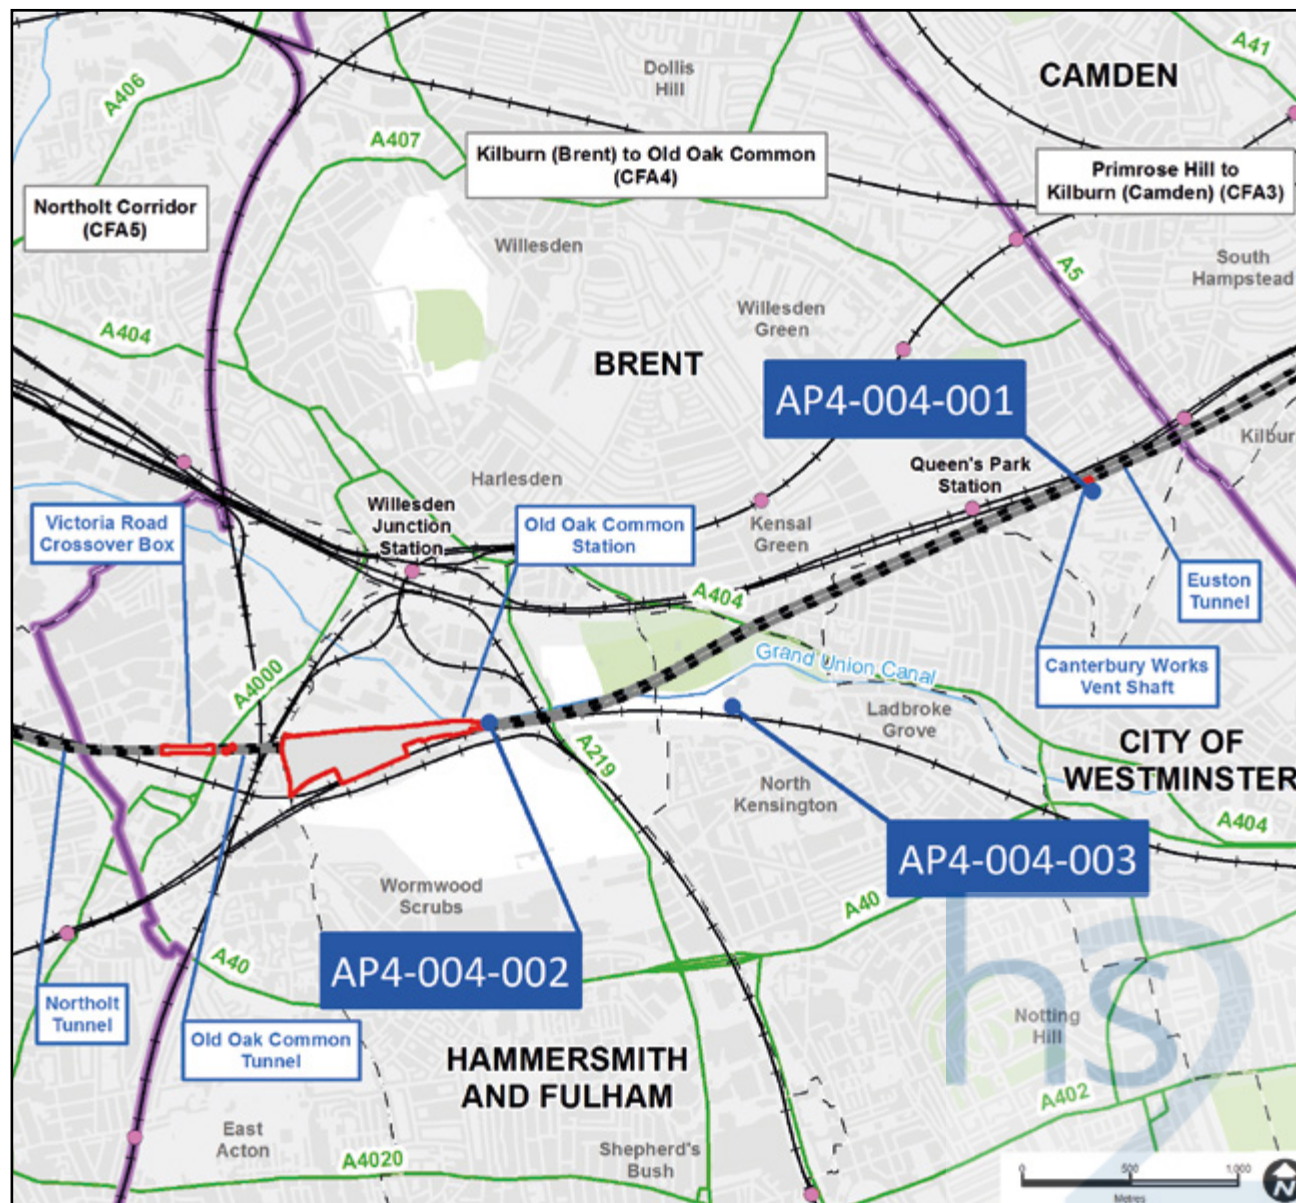 A41
CAMDEN
Dollis
Hill
A406
A407
Kilburn (Brent) to Old Oak Common
(CFA4)
Primrose Hill to
Kilburn (Camden) (CFA3)
Northolt Corridor
(CFA5)
Willesden
A5
South
Hampstead
Willesden
Green
A404
BRENT
AP4-004-001
Kilbur
Queen's Park
Station
Harlesden
Willesden
Junction
Station
Victoria Road
Crossover Box
Old Oak Common
Station
Kensal
Green
Euston
Tunnel
A404
Grand Union Canal
Canterbury Works
Vent Shaft
A4000
Ladbroke
Grove
CITY OF
WESTMINSTER
A219
North
Kensington
A404
AP4-004-003
Wormwood
Scrubs
A40
AP4-004-002
A40
hs2
Northolt
Tunnel
Old Oak Common
Tunnel
Notting
Hill
HAMMERSMITH
AND FULHAM
A402
East
Acton
A4020
Shepherd's
Bush
0 500 1,000
Metres
N